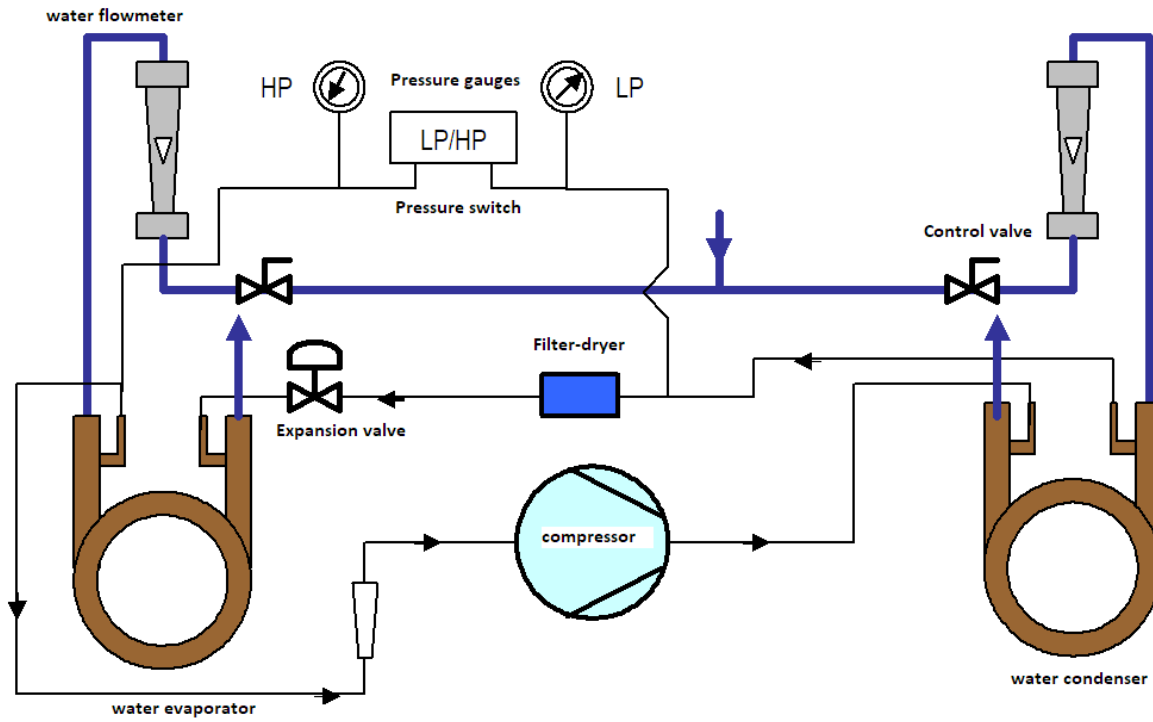 water flowmeter
HP
Pressure gauges
LP
LP/HP
Pressure switch
Control valve
Filter-dryer
Expansion valve
compressor
water condenser
water evaporator